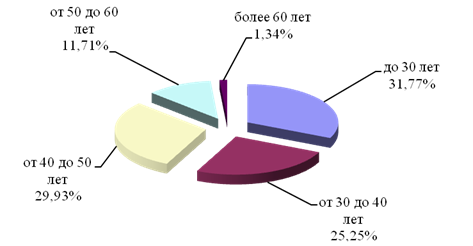 от 50 до 60
лет
11,71%
более 60 лет
1,34%
до 30 лет
31,77%
от 40 до 50
лет
29,93%
от 30 до 40
лет
25,25%